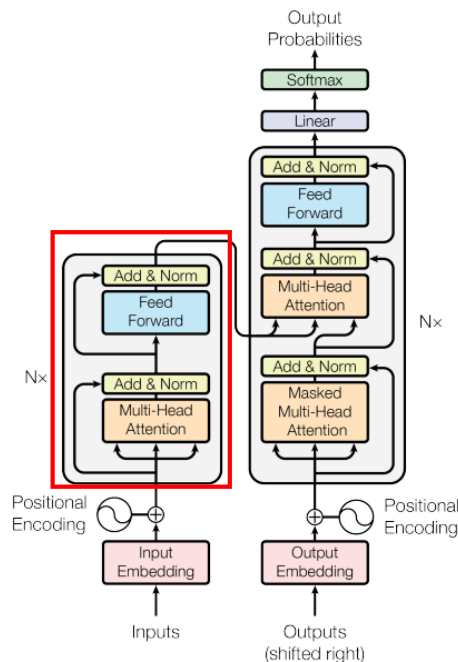 Output
Probabilities
Softmax
Linear
Add & Norm
Feed
Forward
Add & Norm
Multi-Head
Attention
Add & Norm
Masked
Multi-Head
Attention
N×
Add & Norm
Feed
Forward
Add & Norm
Multi-Head
Attention
N×
Positional
Encoding
Positional
Encoding
Input
Embedding
Output
Embedding
Inputs
Outputs
(shifted right)